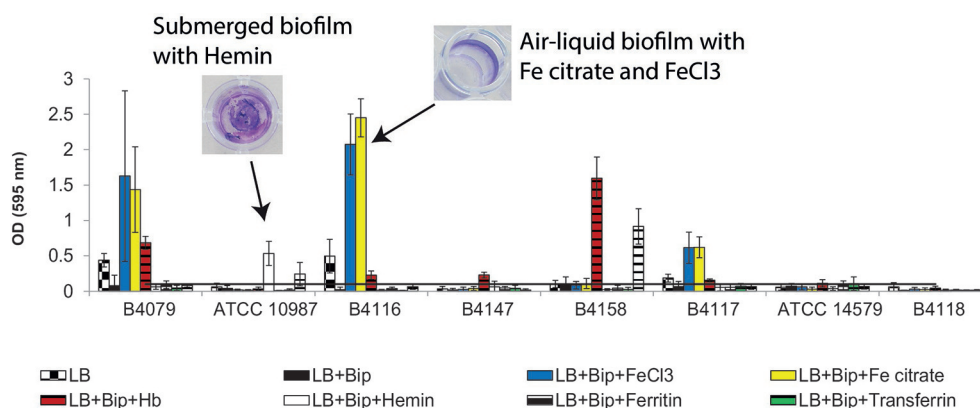 Submerged biofilm
with Hemin
Air-liquid biofilm with
Fe citrate and FeCl3
OD (595 nm)
3
2.5
2
1.5
1
0.5
0
B4079 ATCC 10987 B4116 B4147 B4158 B4117 ATCC 14579 B4118
LB LB+Bip LB+Bip+FeCl3 LB+Bip+Fe citrate
LB+Bip+Hb LB+Bip+Hemin LB+Bip+Ferritin LB+Bip+Transferrin